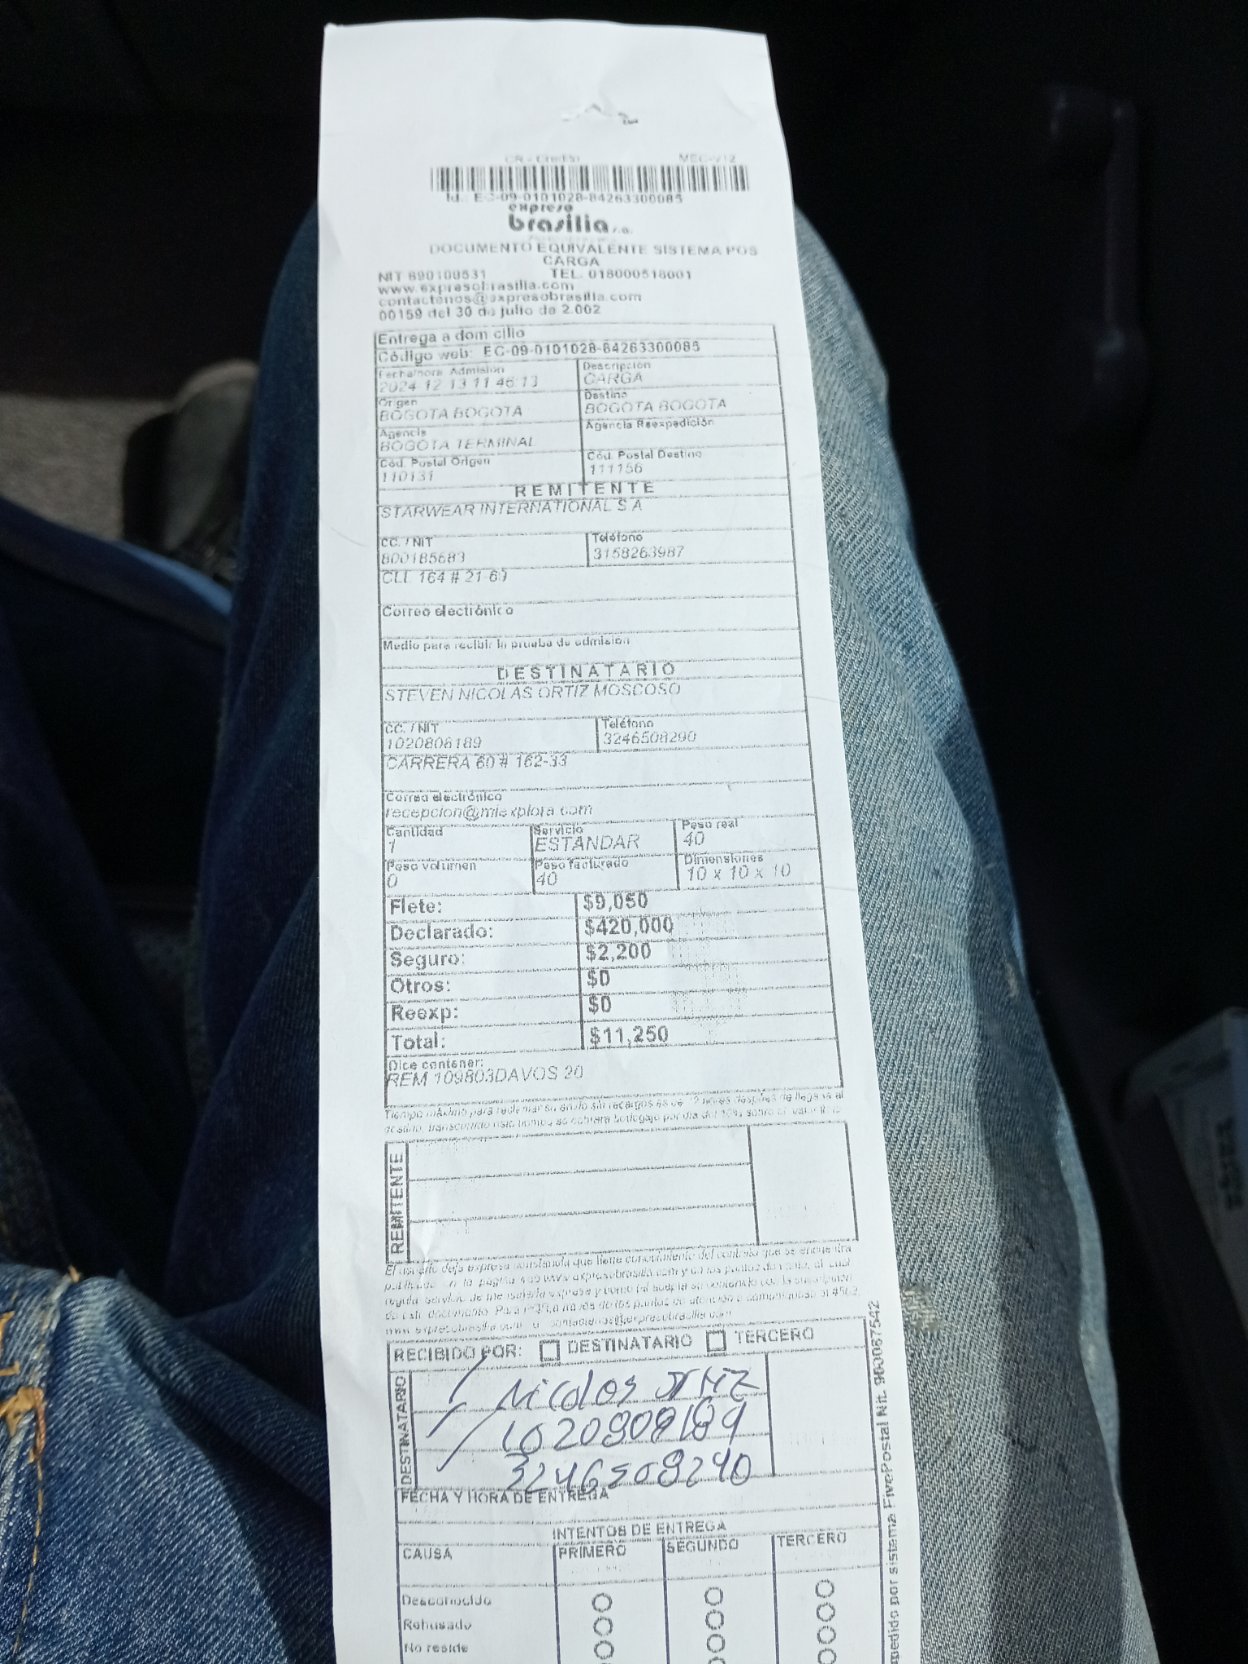 CR - Credito MEC-V12
Id.: EC-09-0101028-84263300085
expreso
brasilia s.a.
DOCUMENTO EQUIVALENTE SISTEMA POS
CARGA
NIT 890100531 TEL. 018000518001
www.expresobrasilia.com
contactenos@expresobrasilia.com
00159 del 30 de julio de 2.002
Entrega a domicilio
Código web: EC-09-0101028-84263300085
Fecha/hora Admisión Descripción
2024 12 13 11 46:13 CARGA
Origen Destino
BOGOTA BOGOTA BOGOTA BOGOTA
Agencia Agencia Reexpedición
BOGOTA TERMINAL
Cód. Postal Origen Cód. Postal Destino
110131 111156
REMITENTE
STARWEAR INTERNATIONAL S A
CC. / NIT Teléfono
800185683 3158263987
CLL 164 # 21-60
Correo electrónico
Medio para recibir la prueba de admisión
DESTINATARIO
STEVEN NICOLAS ORTIZ MOSCOSO
CC. / NIT Teléfono
1020806189 3246508290
CARRERA 60 # 162-33
Correo electrónico
Cantidad Servicio Peso real
1 ESTANDAR 40
Peso volumen Peso facturado Dimensiones
0 40 10 x 10 x 10
Flete: $9,050
Declarado: $420,000
Seguro: $2,200
Otros: $0
Reexp: $0
Total: $11,250
Dice contener:
REM 109803DAVOS 20
REMITENTE
RECIBIDO POR: DESTINATARIO TERCERO
DESTINATARIO
Nicolas ortiz
1020808189
3246508290
FECHA Y HORA DE ENTREGA
INTENTOS DE ENTREGA
CAUSA PRIMERO SEGUNDO TERCERO
Desconocido
Rehusado
No reside
sistema FivePostal Nit. 900087542